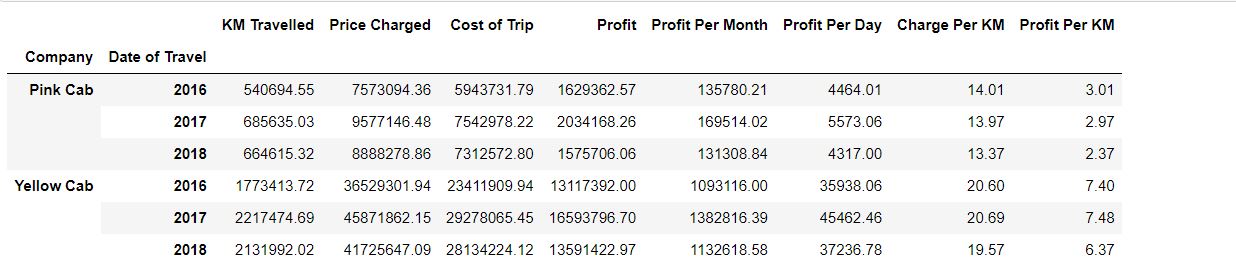 KM Travelled Price Charged Cost of Trip Profit Profit Per Month Profit Per Day Charge Per KM Profit Per KM
Company Date of Travel
Pink Cab 2016 540694.55 7573094.36 5943731.79 1629362.57 135780.21 4464.01 14.01 3.01
2017 685635.03 9577146.48 7542978.22 2034168.26 169514.02 5573.06 13.97 2.97
2018 664615.32 8888278.86 7312572.80 1575706.06 131308.84 4317.00 13.37 2.37
Yellow Cab 2016 1773413.72 36529301.94 23411909.94 13117392.00 1093116.00 35938.06 20.60 7.40
2017 2217474.69 45871862.15 29278065.45 16593796.70 1382816.39 45462.46 20.69 7.48
2018 2131992.02 41725647.09 28134224.12 13591422.97 1132618.58 37236.78 19.57 6.37